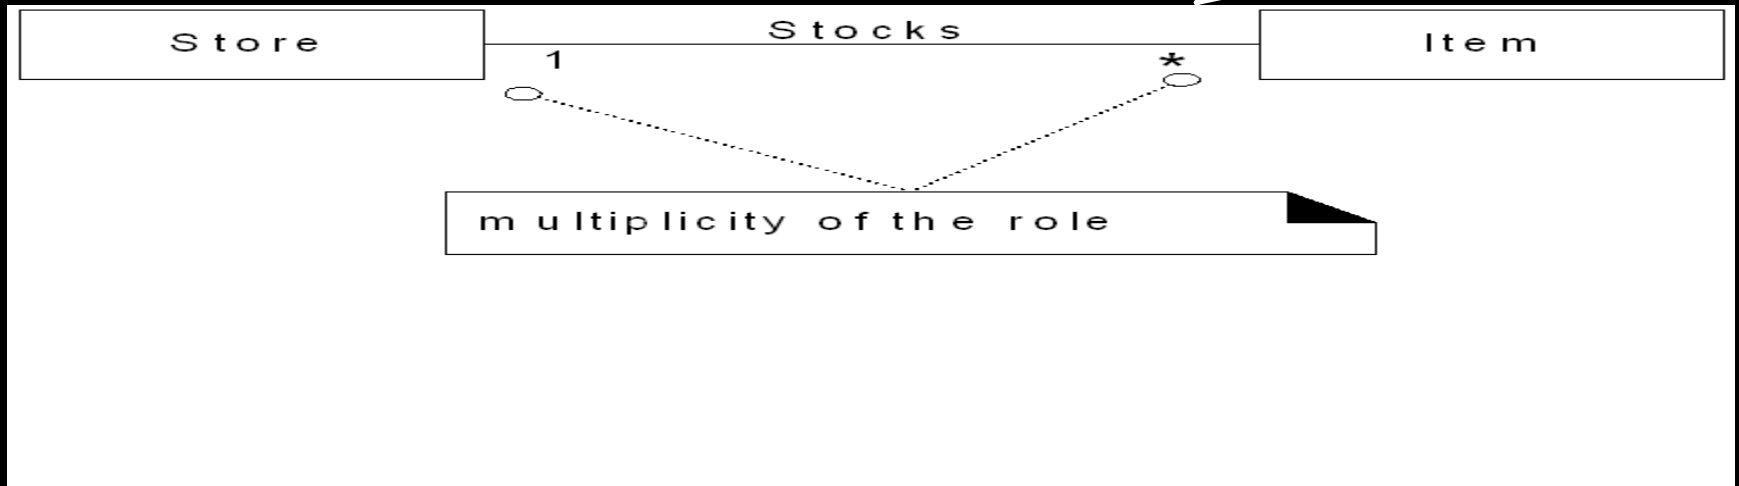 Store
Stocks
Item
1
*
multiplicity of the role